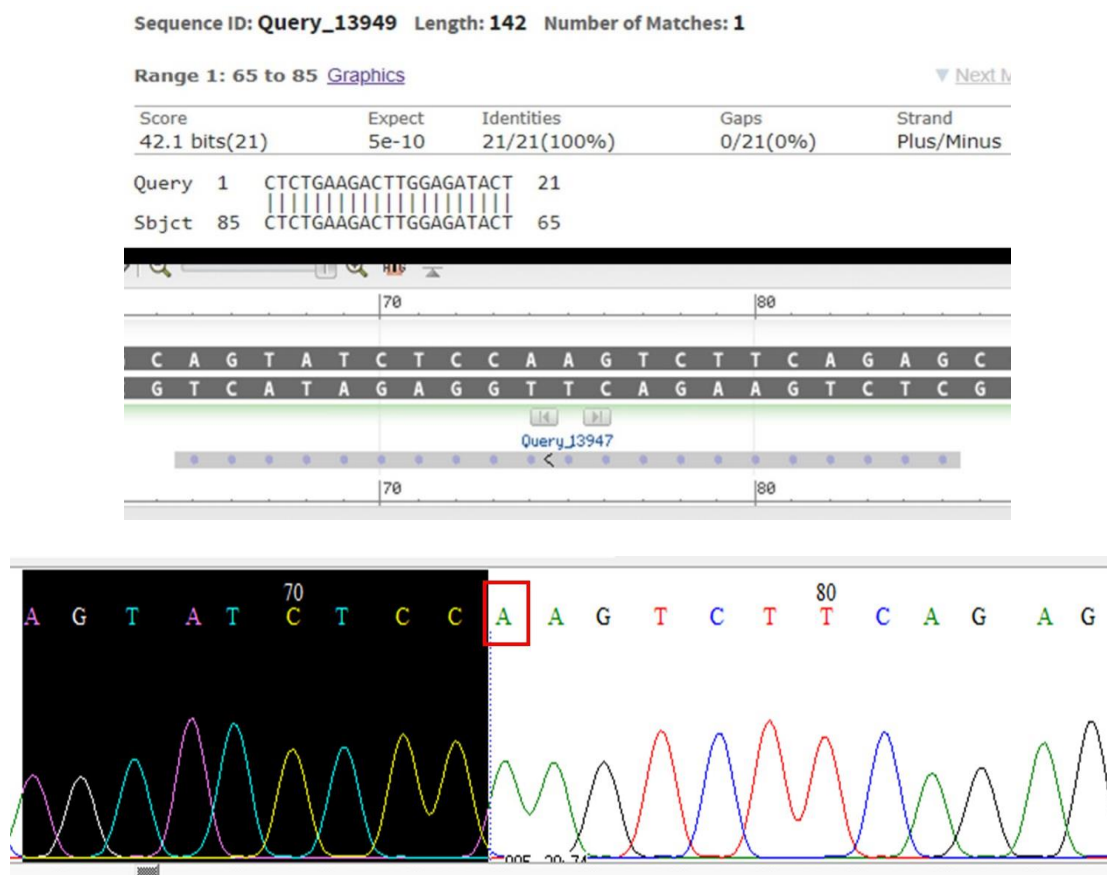 Sequence ID: Query_13949 Length: 142 Number of Matches: 1
Range 1: 65 to 85 Graphics ▼ Next M
Score Expect Identities Gaps Strand
42.1 bits(21) 5e-10 21/21(100%) 0/21(0%) Plus/Minus
Query 1 CTCTGAAGACTTGGAGATACT 21
|||||||||||||||||||||
Sbjct 85 CTCTGAAGACTTGGAGATACT 65
70 80
C A G T A T C T C C A A G T C T T C A G A G C
G T C A T A G A G G T T C A G A A G T C T C G
Query_13947
<
70 80
70 80
A G T A T C T C C A A G T C T T C A G A G